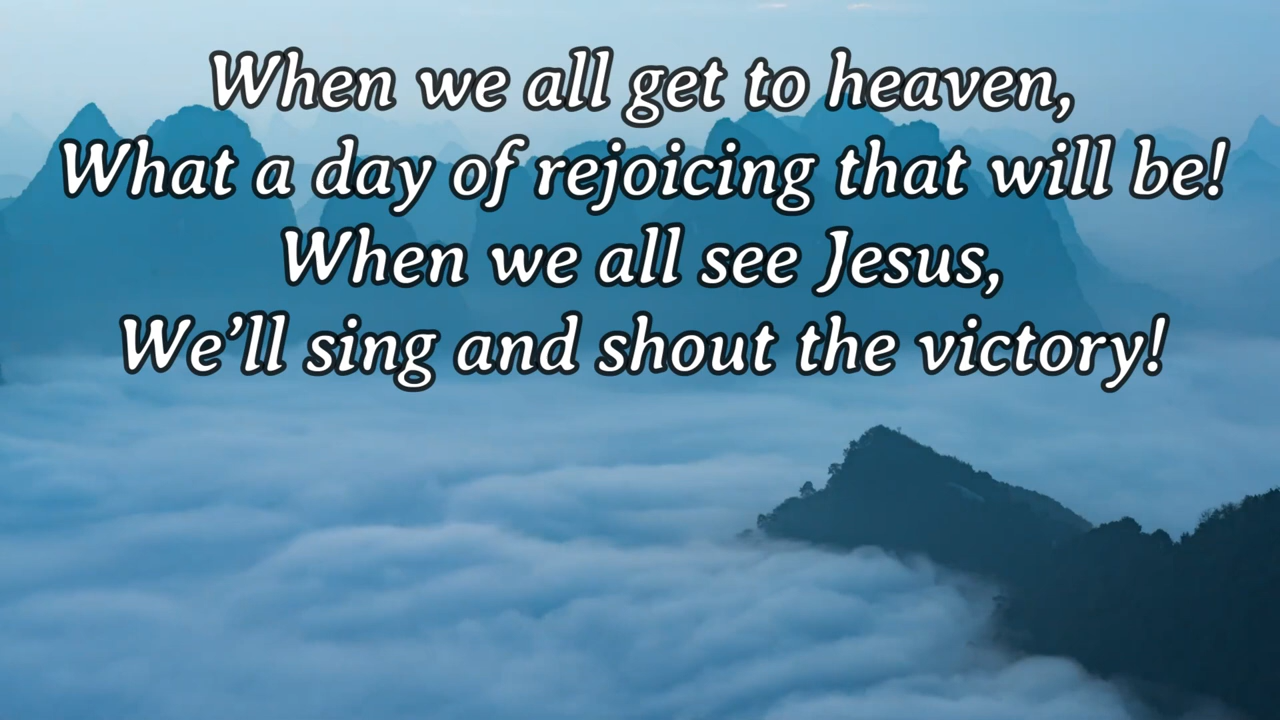 When we all get to heaven,
What a day of rejoicing that will be!
When we all see Jesus,
We’ll sing and shout the victory!